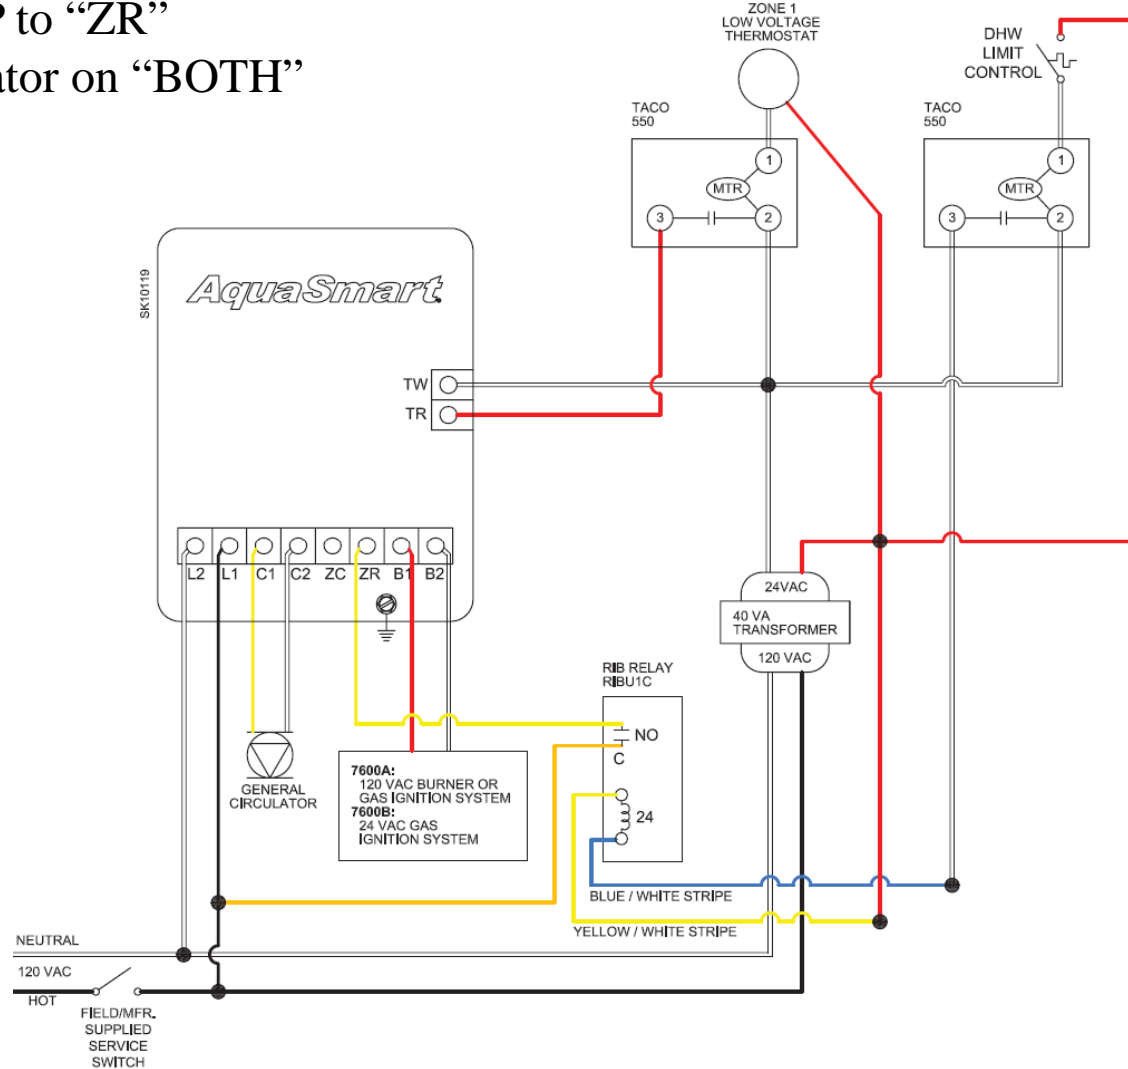 to “ZR”
on “BOTH”
ZONE 1
LOW VOLTAGE
THERMOSTAT
DHW
LIMIT
CONTROL
TACO
550
1
MTR
3
2
TACO
550
1
MTR
3
2
SK10119
AquaSmart
TW
TR
L2 L1 C1 C2 ZC ZR B1 B2
24VAC
40 VA
TRANSFORMER
120 VAC
RIB RELAY
RIBU1C
NO
C
24
GENERAL
CIRCULATOR
7600A:
120 VAC BURNER OR
GAS IGNITION SYSTEM
7600B:
24 VAC GAS
IGNITION SYSTEM
BLUE / WHITE STRIPE
YELLOW / WHITE STRIPE
NEUTRAL
120 VAC
HOT
FIELD/MFR.
SUPPLIED
SERVICE
SWITCH